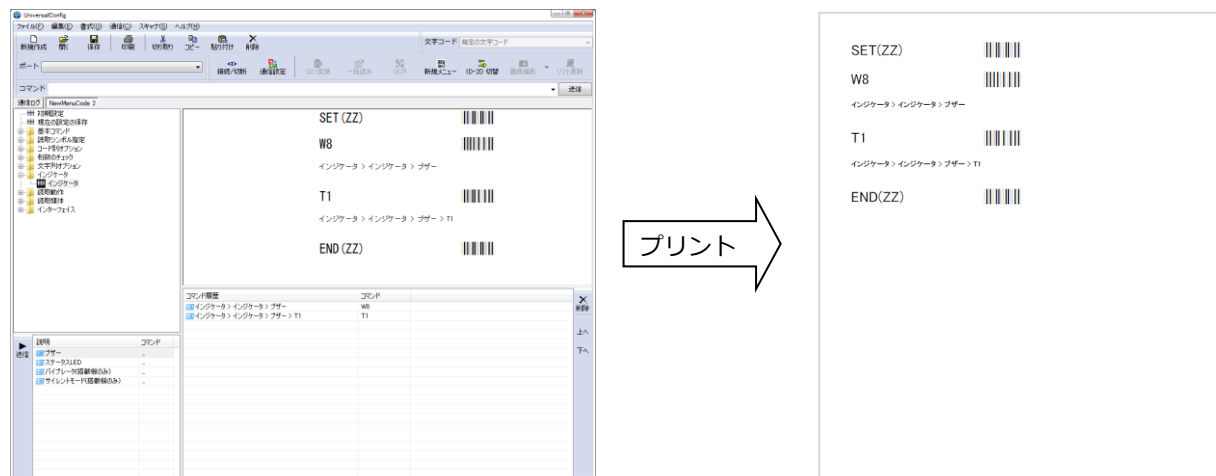 UniversalConfig
ファイル(F) 編集(E) 書式(O) 通信(C) スキャナ(S) ヘルプ(H)
新規作成 開く 保存 印刷 切り取り コピー 貼り付け 削除 文字コード 規定の文字コード
ポート 接続/切断 通信設定 一括読み OCR 新規メニュー 1D・2D 切替 画像撮影 ソフト更新
コマンド 送信
通信ログ NewMenuCode 2
初期設定
現在の設定の保存
基本コマンド
読取シンボル指定
コード別オプション
桁数のチェック
文字列オプション
インジケータ
インジケータ
読取動作
読取媒体
インターフェイス
SET(ZZ)
W8
インジケータ > インジケータ > ブザー
T1
インジケータ > インジケータ > ブザー > T1
END(ZZ)
コマンド履歴 コマンド
インジケータ > インジケータ > ブザー W8
インジケータ > インジケータ > ブザー > T1 T1
削除
上へ
下へ
送信
説明 コマンド
ブザー _
ステータスLED _
バイブレータ(搭載機のみ) _
サイレントモード(搭載機のみ) _
プリント
SET(ZZ)
W8
インジケータ > インジケータ > ブザー
T1
インジケータ > インジケータ > ブザー > T1
END(ZZ)